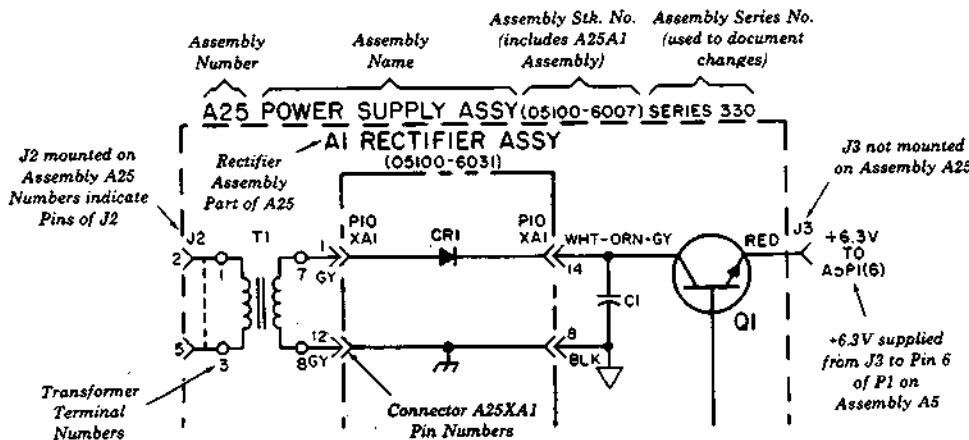 Assembly Number
Assembly Name
Assembly Stk. No. (includes A25A1 Assembly)
Assembly Series No. (used to document changes)
A25 POWER SUPPLY ASSY (05100-6007) SERIES 330
A1 RECTIFIER ASSY
(05100-6031)
J2 mounted on Assembly A25 Numbers indicate Pins of J2
Rectifier Assembly Part of A25
J3 not mounted on Assembly A25
J2
T1
P10
XA1
CR1
P10
XA1
WHT-ORN-GY
RED
J3
+6.3V
TO
A5P1(6)
2
1
7
1
GY
14
C1
Q1
5
3
8
12
GY
8
BLK
+6.3V supplied from J3 to Pin 6 of P1 on Assembly A5
Transformer Terminal Numbers
Connector A25XA1 Pin Numbers